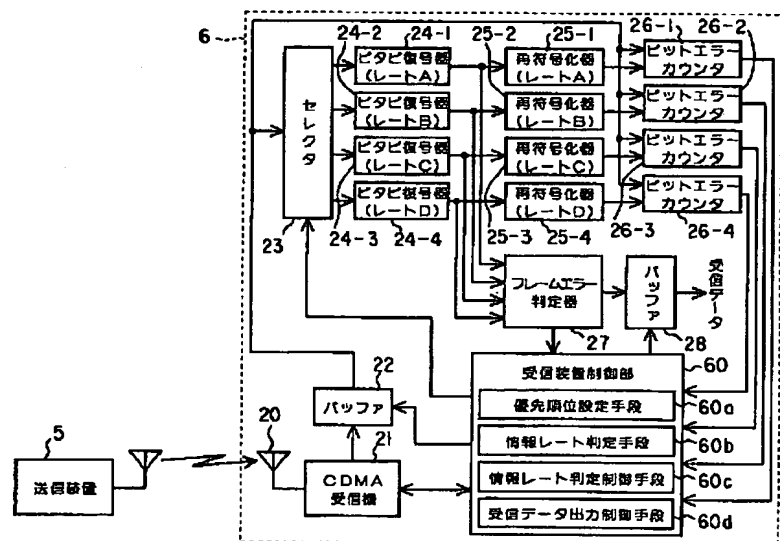 6
24-2
24-1
25-2
25-1
26-1
26-2
セレクタ
23
ビタビ復号器
(レートA)
ビタビ復号器
(レートB)
ビタビ復号器
(レートC)
ビタビ復号器
(レートD)
24-3
24-4
再符号化器
(レートA)
再符号化器
(レートB)
再符号化器
(レートC)
再符号化器
(レートD)
25-3
25-4
ビットエラー
カウンタ
ビットエラー
カウンタ
ビットエラー
カウンタ
ビットエラー
カウンタ
26-3
26-4
フレームエラー
判定器
27
バッファ
28
受信データ
22
バッファ
受信装置制御部
60
優先順位設定手段
60a
情報レート判定手段
60b
情報レート判定制御手段
60c
受信データ出力制御手段
60d
5
送信装置
20
21
CDMA
受信機